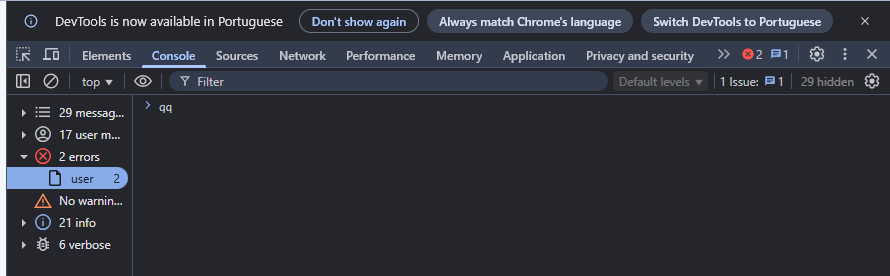 DevTools is now available in Portuguese Don't show again Always match Chrome's language Switch DevTools to Portuguese
Elements Console Sources Network Performance Memory Application Privacy and security 2 1
top Filter Default levels 1 Issue: 1 29 hidden
29 messag...
qq
17 user m...
2 errors
user 2
No warnin...
21 info
6 verbose